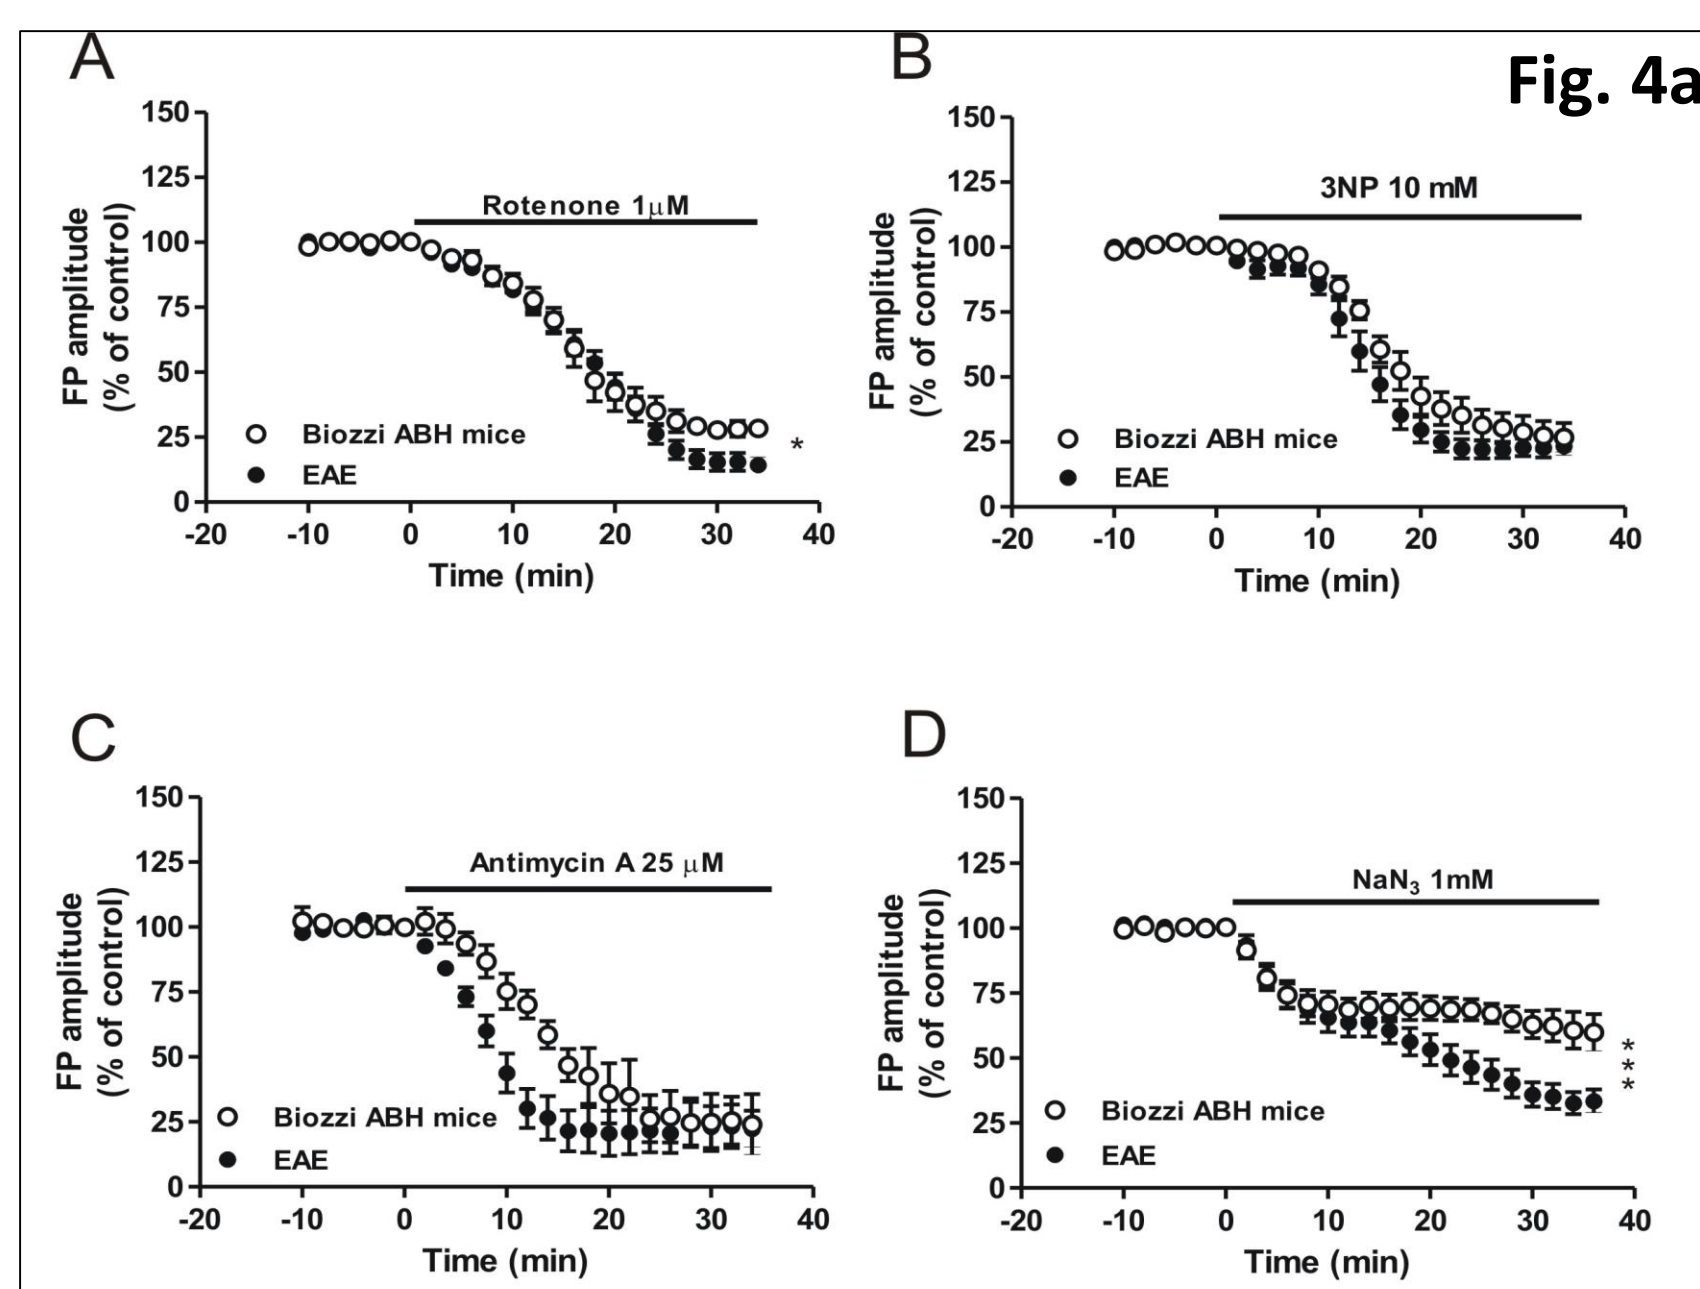 A
B
Fig. 4a
150
125
100
75
50
25
0
FP amplitude
(% of control)
Rotenone 1μM
Biozzi ABH mice
EAE
*
-20 -10 0 10 20 30 40
Time (min)
150
125
100
75
50
25
0
FP amplitude
(% of control)
3NP 10 mM
Biozzi ABH mice
EAE
-20 -10 0 10 20 30 40
Time (min)
C
D
150
125
100
75
50
25
0
FP amplitude
(% of control)
Antimycin A 25 μM
Biozzi ABH mice
EAE
-20 -10 0 10 20 30 40
Time (min)
150
125
100
75
50
25
0
FP amplitude
(% of control)
NaN₃ 1mM
Biozzi ABH mice
EAE
***
-20 -10 0 10 20 30 40
Time (min)